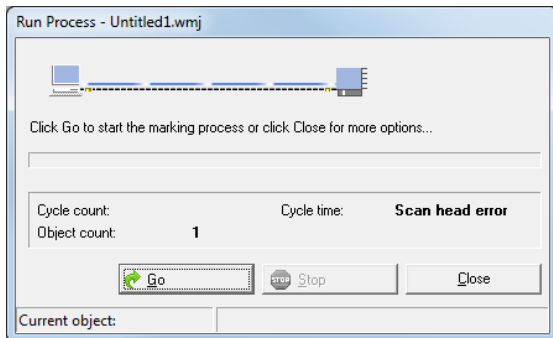 Run Process - Untitled1.wmj
Click Go to start the marking process or click Close for more options...
Cycle count: Cycle time: Scan head error
Object count: 1
Go STOP Stop Close
Current object: